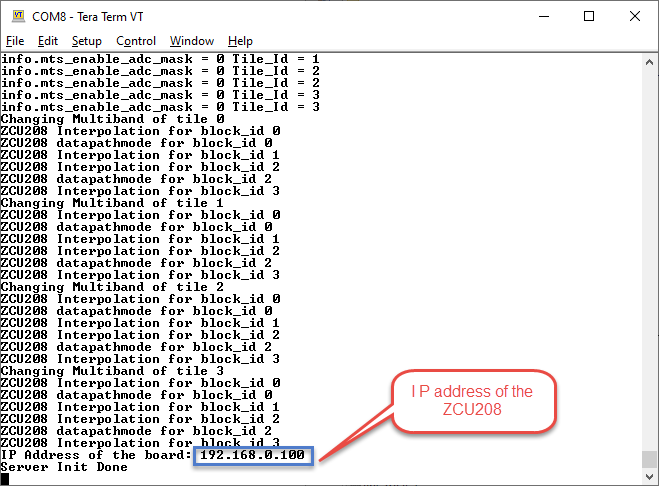 COM8 - Tera Term VT
File Edit Setup Control Window Help
info.mts_enable_adc_mask = 0 Tile_Id = 1
info.mts_enable_adc_mask = 0 Tile_Id = 2
info.mts_enable_adc_mask = 0 Tile_Id = 2
info.mts_enable_adc_mask = 0 Tile_Id = 3
info.mts_enable_adc_mask = 0 Tile_Id = 3
Changing Multiband of tile 0
ZCU208 Interpolation for block_id 0
ZCU208 datapathmode for block_id 0
ZCU208 Interpolation for block_id 1
ZCU208 Interpolation for block_id 2
ZCU208 datapathmode for block_id 2
ZCU208 Interpolation for block_id 3
Changing Multiband of tile 1
ZCU208 Interpolation for block_id 0
ZCU208 datapathmode for block_id 0
ZCU208 Interpolation for block_id 1
ZCU208 Interpolation for block_id 2
ZCU208 datapathmode for block_id 2
ZCU208 Interpolation for block_id 3
Changing Multiband of tile 2
ZCU208 Interpolation for block_id 0
ZCU208 datapathmode for block_id 0
ZCU208 Interpolation for block_id 1
ZCU208 Interpolation for block_id 2
ZCU208 datapathmode for block_id 2
ZCU208 Interpolation for block_id 3
Changing Multiband of tile 3
ZCU208 Interpolation for block_id 0
ZCU208 datapathmode for block_id 0
ZCU208 Interpolation for block_id 1
ZCU208 Interpolation for block_id 2
ZCU208 datapathmode for block_id 2
ZCU208 Interpolation for block_id 3
IP Address of the board: 192.168.0.100
Server Init Done
IP address of the
ZCU208